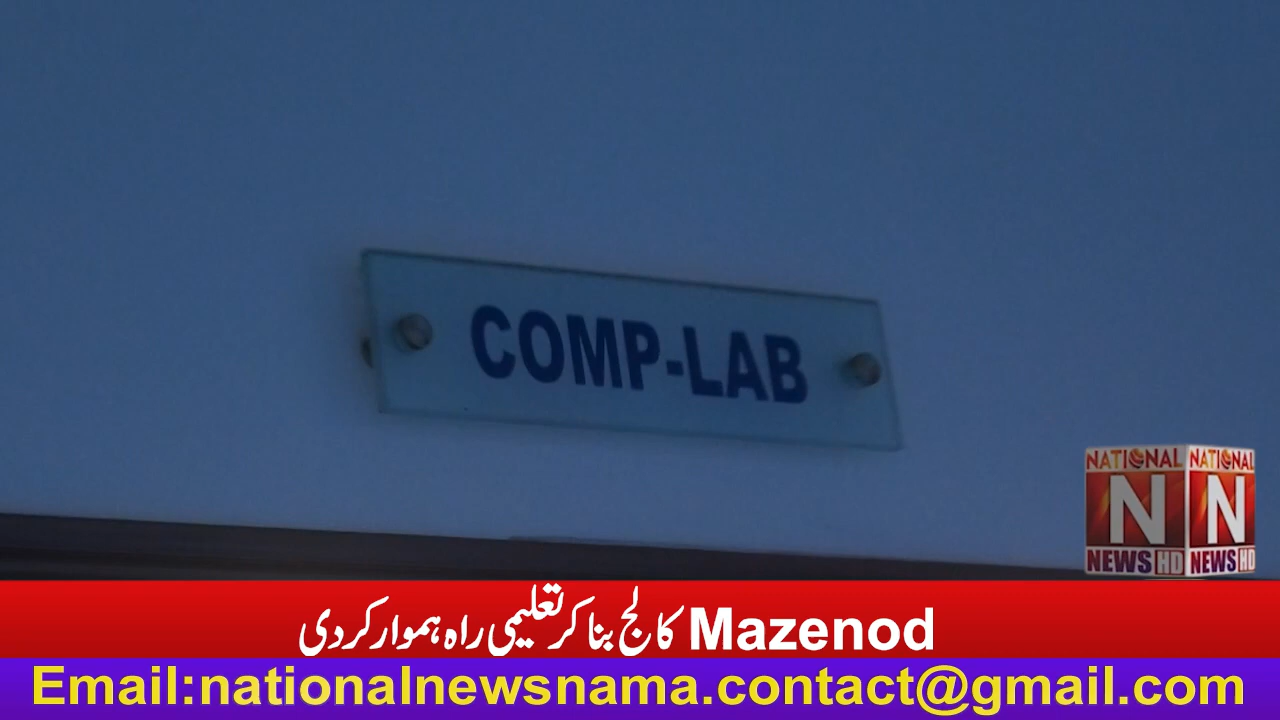 COMP-LAB
NATIONAL NATIONAL
N N
NEWS HD NEWS HD
Mazenod کالج بنا کر تعلیمی راہ ہموار کر دی
Email:nationalnewsnama.contact@gmail.com